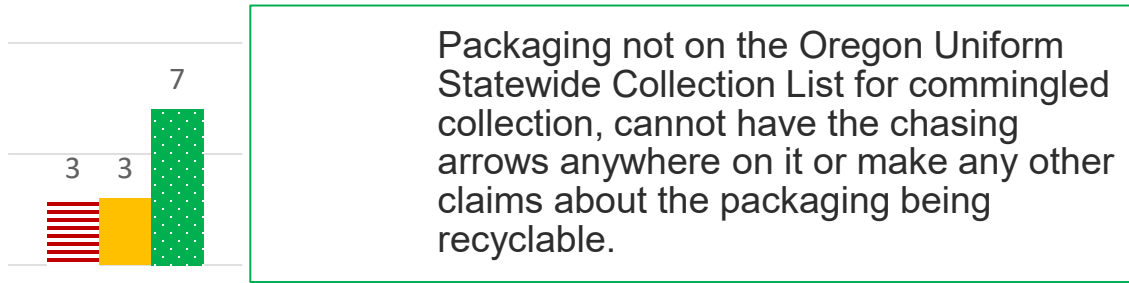 7
3 3
Packaging not on the Oregon Uniform
Statewide Collection List for commingled
collection, cannot have the chasing
arrows anywhere on it or make any other
claims about the packaging being
recyclable.